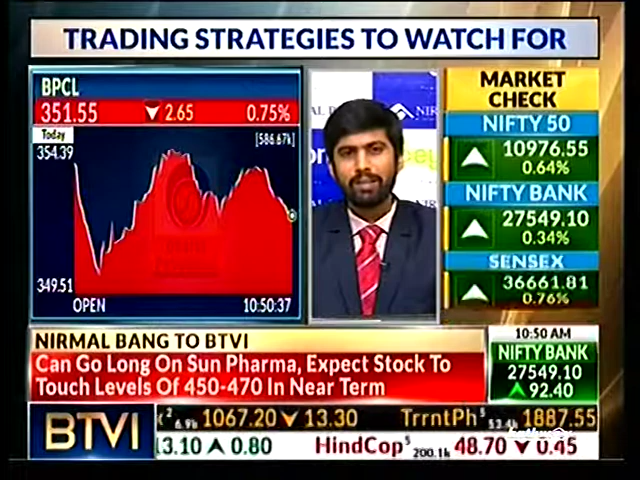 TRADING STRATEGIES TO WATCH FOR
BPCL
351.55 2.65 0.75%
Today
354.39 [586.67k]
349.51
OPEN 10:50:37
MARKET
CHECK
NIFTY 50
10976.55
0.64%
NIFTY BANK
27549.10
0.34%
SENSEX
36661.81
0.76%
NIRMAL BANG TO BTVI
Can Go Long On Sun Pharma, Expect Stock To
Touch Levels Of 450-470 In Near Term
10:50 AM
NIFTY BANK
27549.10
92.40
BTVI
1067.20 13.30 TrrntPh 1887.55
13.10 0.80 HindCop 200.1k 48.70 0.45